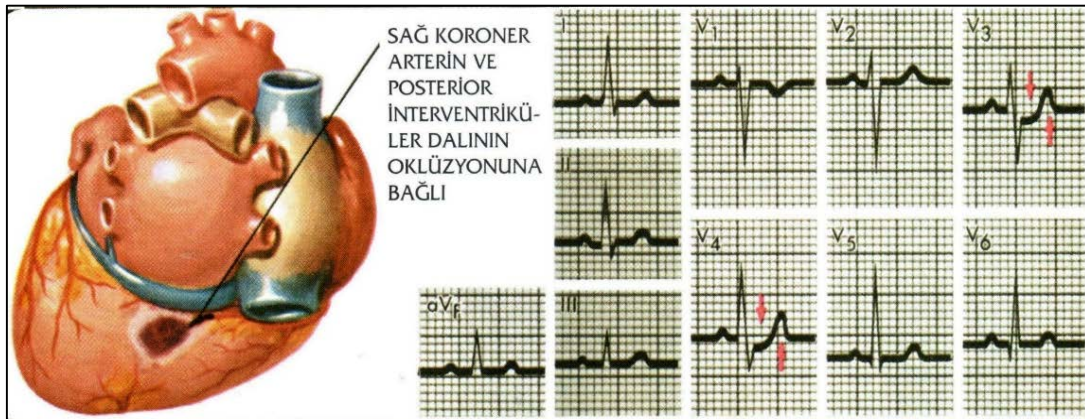 SAĞ KORONER
ARTERİN VE
POSTERİOR
İNTERVENTRİKÜ-
LER DALININ
OKLÜZYONUNA
BAĞLI
I
V1
V2
V3
II
V4
V5
V6
aVF
III